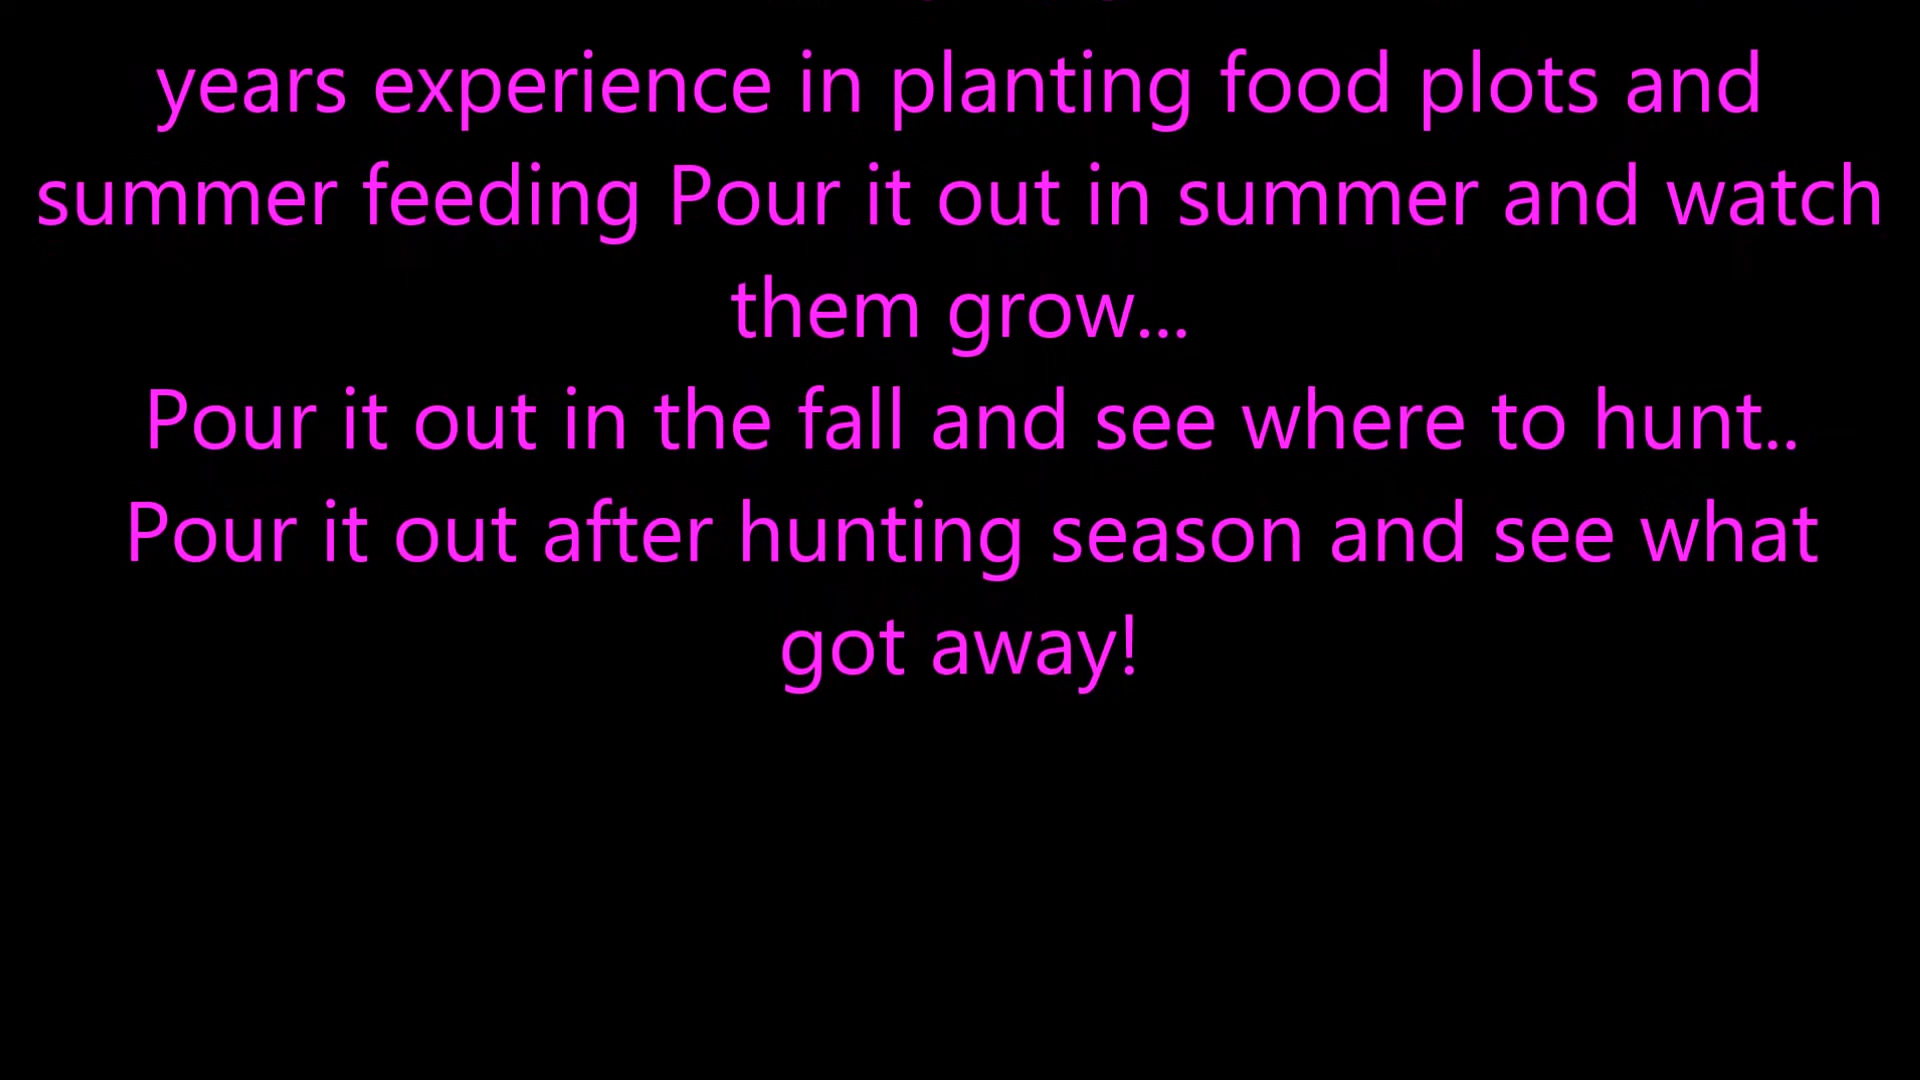 years experience in planting food plots and
summer feeding Pour it out in summer and watch
them grow...
Pour it out in the fall and see where to hunt..
Pour it out after hunting season and see what
got away!